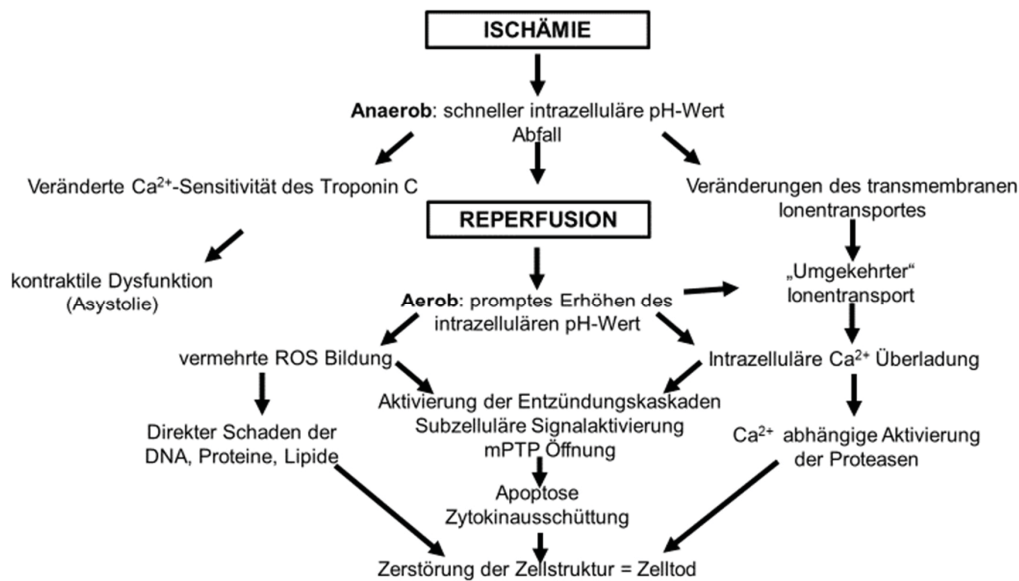 ISCHÄMIE
Anaerob: schneller intrazelluläre pH-Wert
Abfall
Veränderte Ca²⁺-Sensitivität des Troponin C
Veränderungen des transmembranen
Ionentransportes
REPERFUSION
kontraktile Dysfunktion
(Asystolie)
„Umgekehrter“
Ionentransport
Aerob: promptes Erhöhen des
intrazellulären pH-Wert
vermehrte ROS Bildung
Intrazelluläre Ca²⁺ Überladung
Aktivierung der Entzündungskaskaden
Subzelluläre Signalaktivierung
mPTP Öffnung
Direkter Schaden der
DNA, Proteine, Lipide
Ca²⁺ abhängige Aktivierung
der Proteasen
Apoptose
Zytokinausschüttung
Zerstörung der Zellstruktur = Zelltod